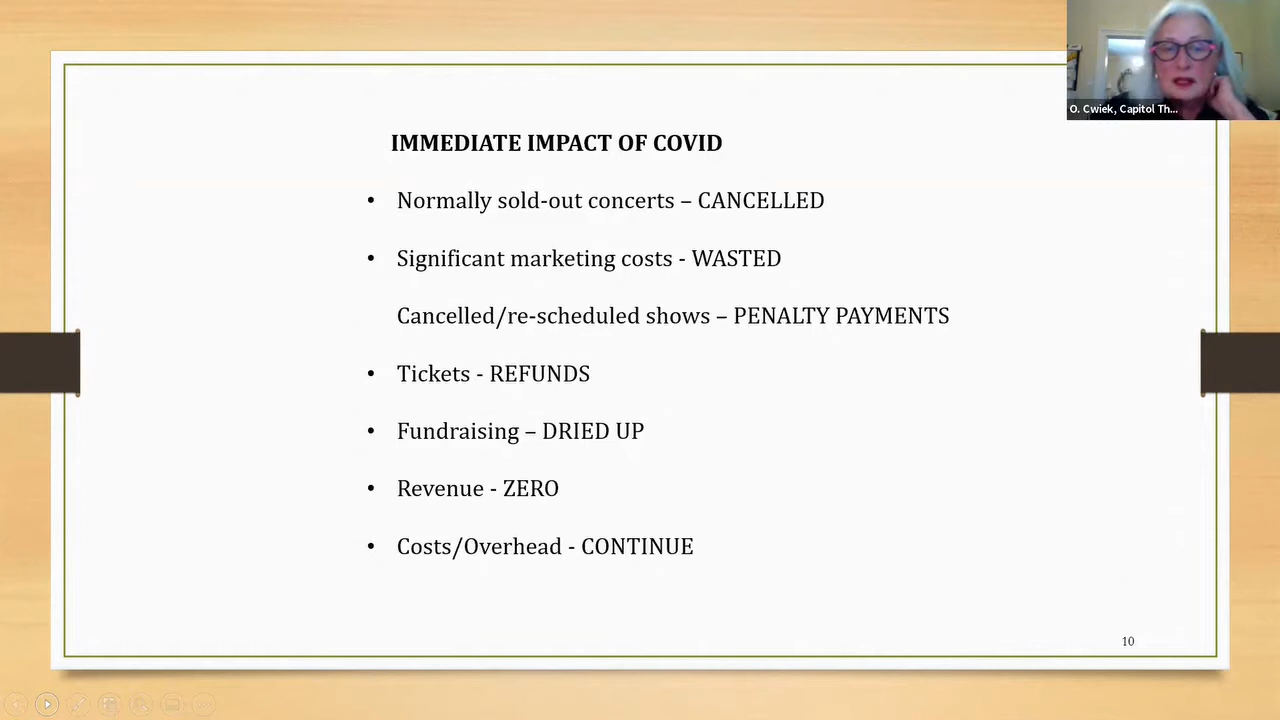 O. Cwiek, Capitol Th...
IMMEDIATE IMPACT OF COVID
• Normally sold-out concerts – CANCELLED
• Significant marketing costs - WASTED
Cancelled/re-scheduled shows – PENALTY PAYMENTS
• Tickets - REFUNDS
• Fundraising – DRIED UP
• Revenue - ZERO
• Costs/Overhead - CONTINUE
10